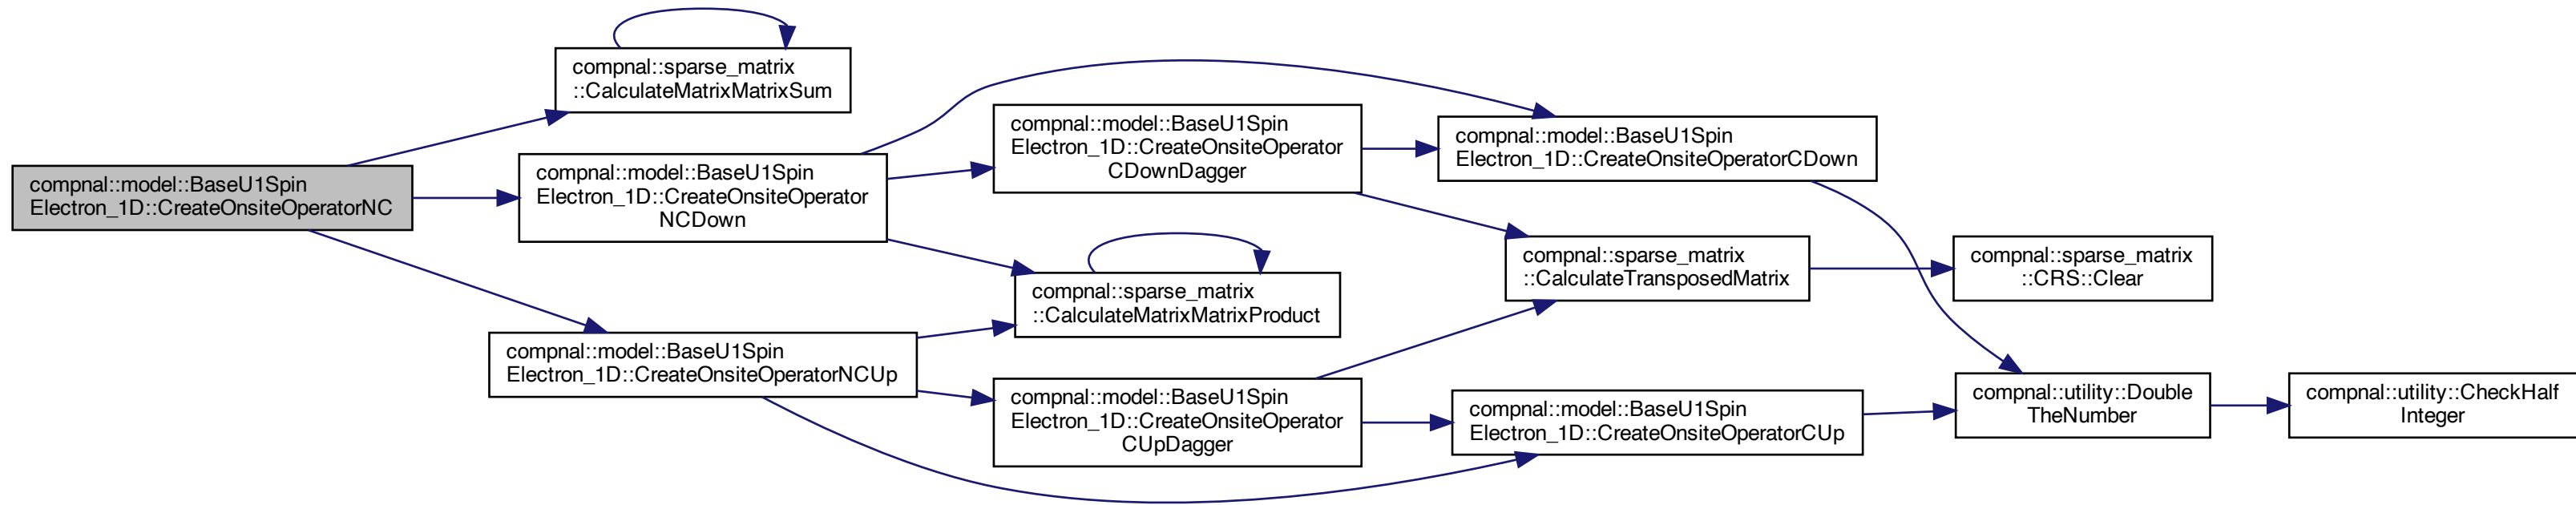 compnal::model::BaseU1Spin
Electron_1D::CreateOnsiteOperatorNC
compnal::sparse_matrix
::CalculateMatrixMatrixSum
compnal::model::BaseU1Spin
Electron_1D::CreateOnsiteOperator
NCDown
compnal::model::BaseU1Spin
Electron_1D::CreateOnsiteOperatorNCUp
compnal::model::BaseU1Spin
Electron_1D::CreateOnsiteOperator
CDownDagger
compnal::sparse_matrix
::CalculateMatrixMatrixProduct
compnal::model::BaseU1Spin
Electron_1D::CreateOnsiteOperator
CUpDagger
compnal::model::BaseU1Spin
Electron_1D::CreateOnsiteOperatorCDown
compnal::sparse_matrix
::CalculateTransposedMatrix
compnal::model::BaseU1Spin
Electron_1D::CreateOnsiteOperatorCUp
compnal::sparse_matrix
::CRS::Clear
compnal::utility::Double
TheNumber
compnal::utility::CheckHalf
Integer